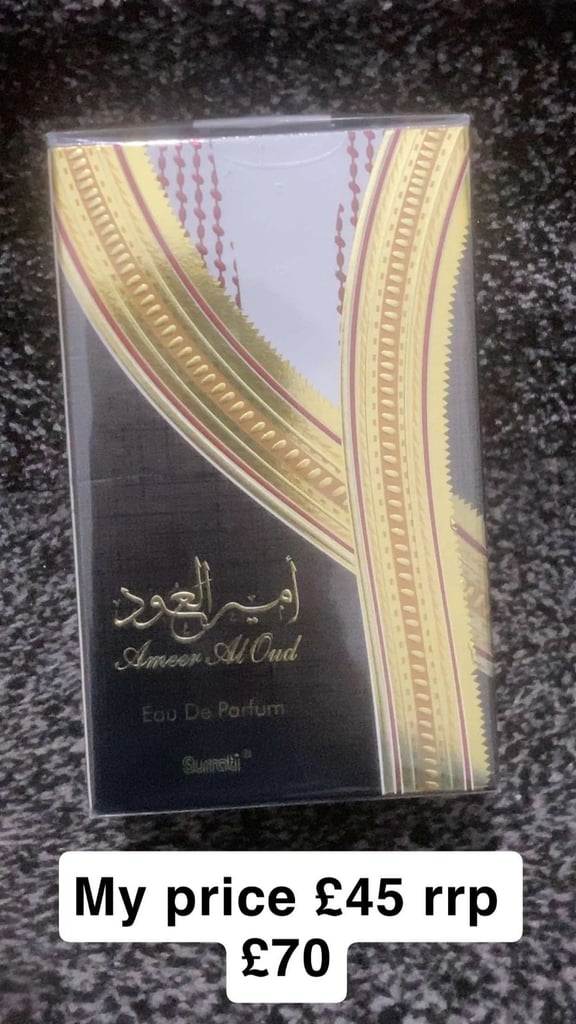 أمير العود
Ameer Al Oud
Eau De Parfum
Surrati®
My price £45 rrp
£70